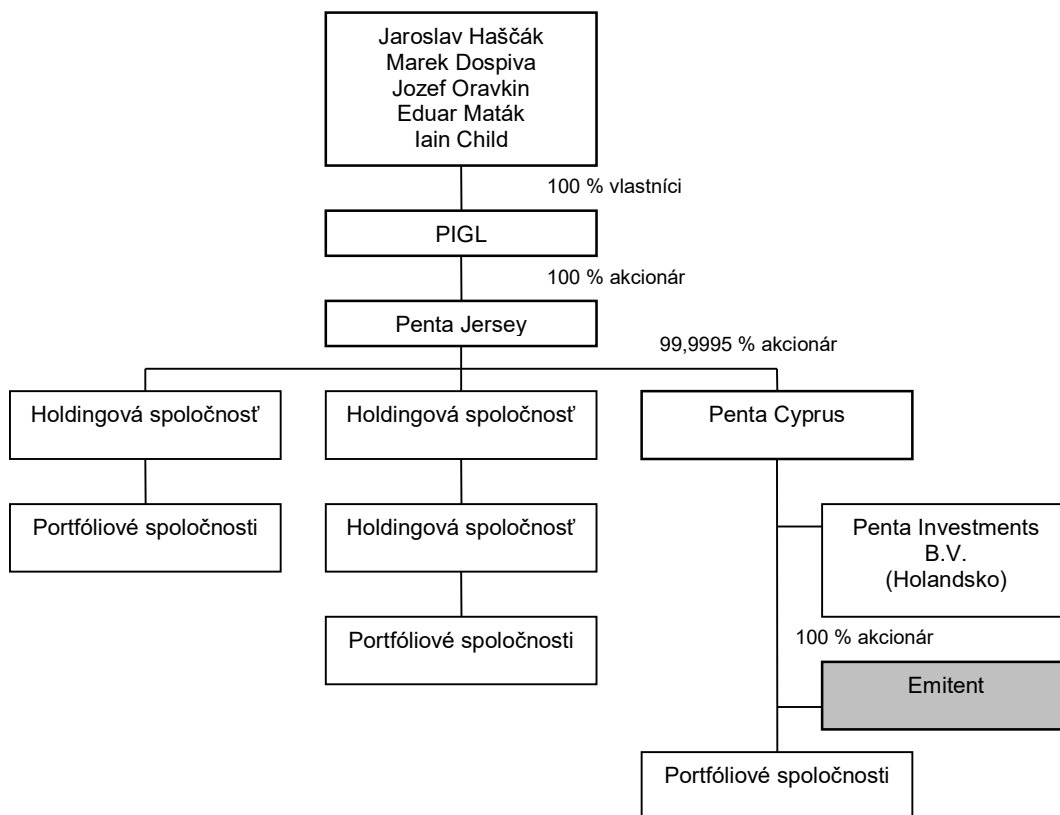 Jaroslav Haščák
Marek Dospiva
Jozef Oravkin
Eduar Maták
Iain Child
100 % vlastníci
PIGL
100 % akcionár
Penta Jersey
99,9995 % akcionár
Holdingová spoločnosť
Holdingová spoločnosť
Penta Cyprus
Portfóliové spoločnosti
Holdingová spoločnosť
Penta Investments
B.V.
(Holandsko)
Portfóliové spoločnosti
100 % akcionár
Emitent
Portfóliové spoločnosti